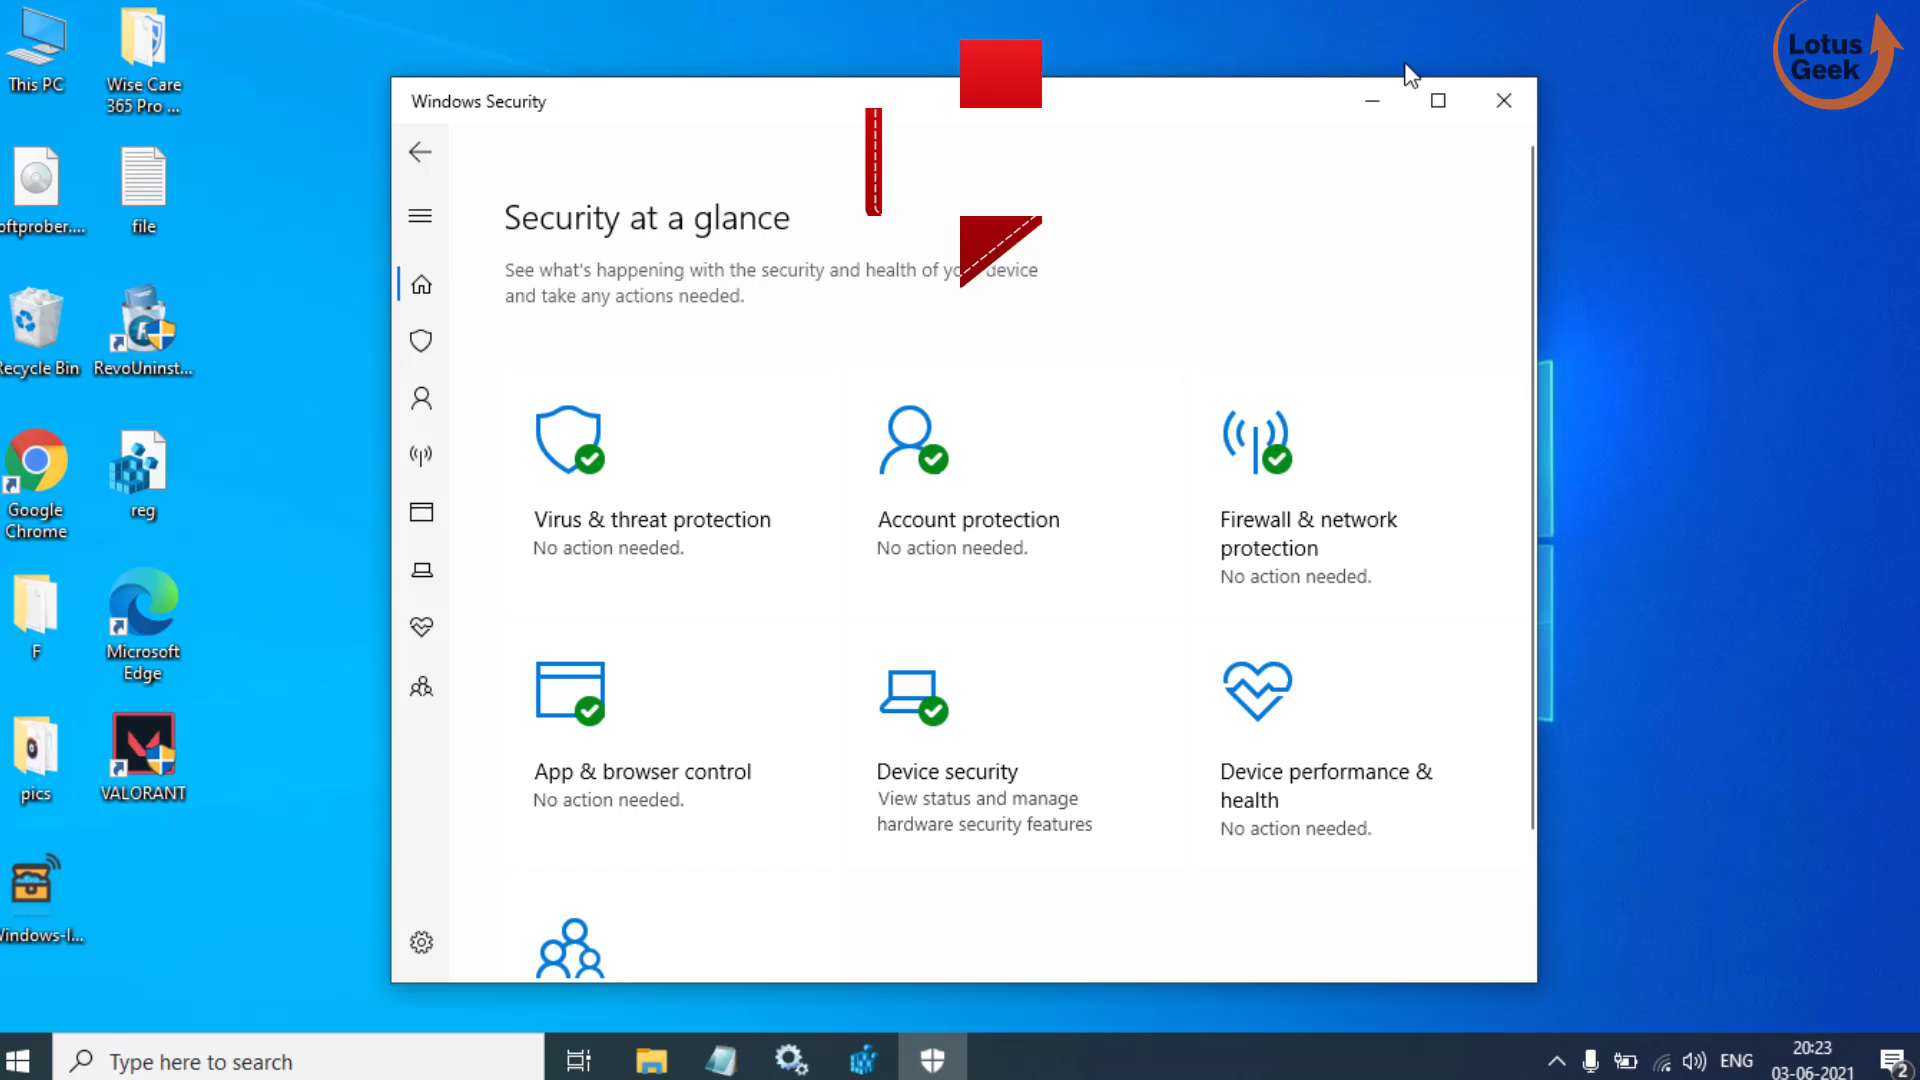 This PC
Wise Care
365 Pro ...
Lotus
Geek
Windows Security
oftprober....
file
Security at a glance
See what's happening with the security and health of your device
and take any actions needed.
Recycle Bin
RevoUninst...
Google
Chrome
reg
Virus & threat protection
No action needed.
Account protection
No action needed.
Firewall & network
protection
No action needed.
F
Microsoft
Edge
pics
VALORANT
App & browser control
No action needed.
Device security
View status and manage
hardware security features
Device performance &
health
No action needed.
Windows-I...
Type here to search
ENG
20:23
03-06-2021
2